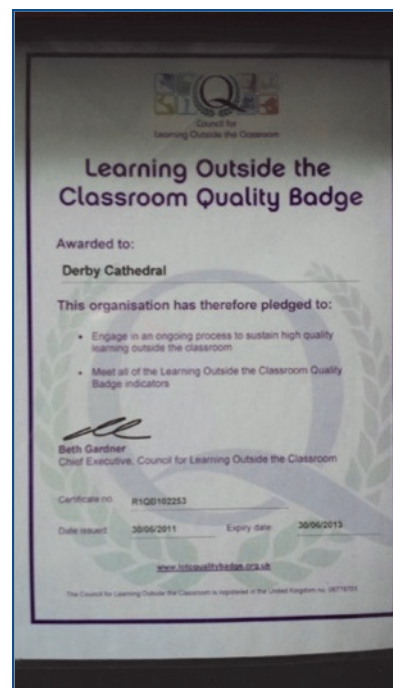 Q
Council for
Learning Outside the Classroom
Learning Outside the
Classroom Quality Badge
Awarded to:
Derby Cathedral
This organisation has therefore pledged to:
• Engage in an ongoing process to sustain high quality
learning outside the classroom
• Meet all of the Learning Outside the Classroom Quality
Badge indicators
Beth Gardner
Chief Executive, Council for Learning Outside the Classroom
Certificate no. R1QB102253
Date issued: 30/06/2011 Expiry date: 30/06/2013
www.lotcqualitybadge.org.uk
The Council for Learning Outside the Classroom is registered in the United Kingdom no.